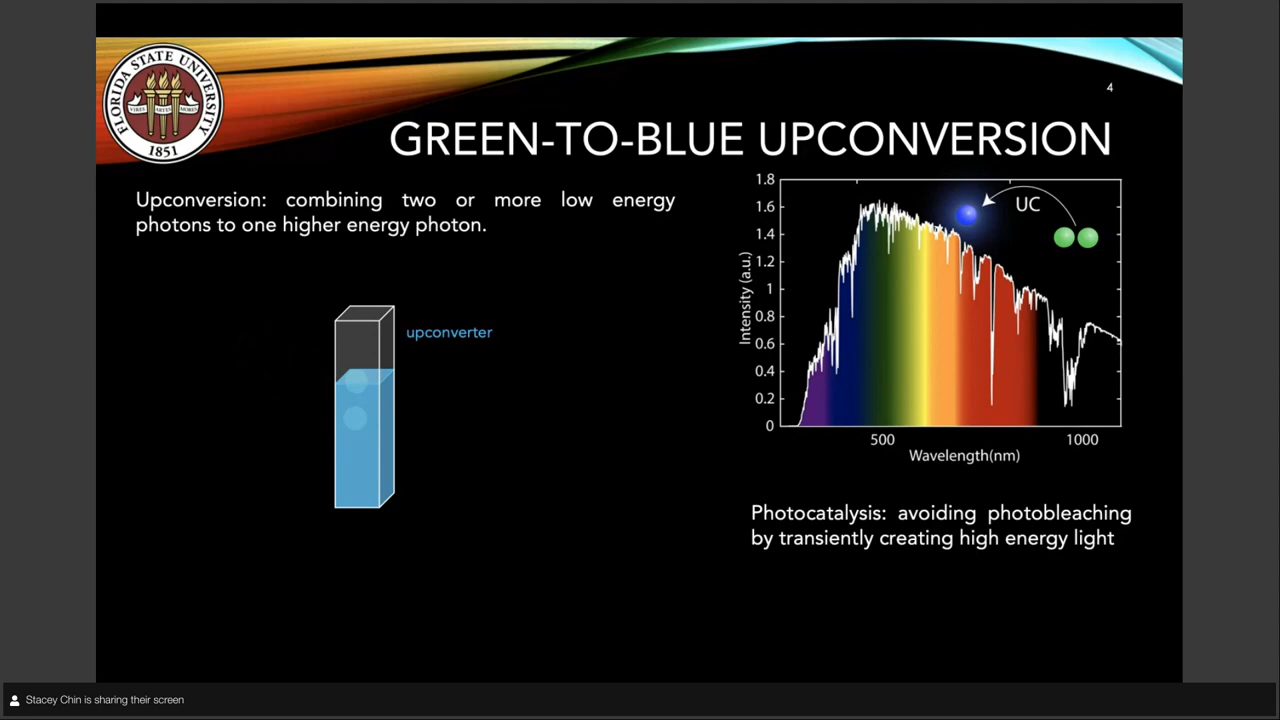 FLORIDA STATE UNIVERSITY
VIRES ARTES MORES
1851
4
GREEN-TO-BLUE UPCONVERSION
Upconversion: combining two or more low energy
photons to one higher energy photon.
upconverter
1.8
1.6
1.4
1.2
1
0.8
0.6
0.4
0.2
0
Intensity (a.u.)
UC
500
1000
Wavelength(nm)
Photocatalysis: avoiding photobleaching
by transiently creating high energy light
Stacey Chin is sharing their screen